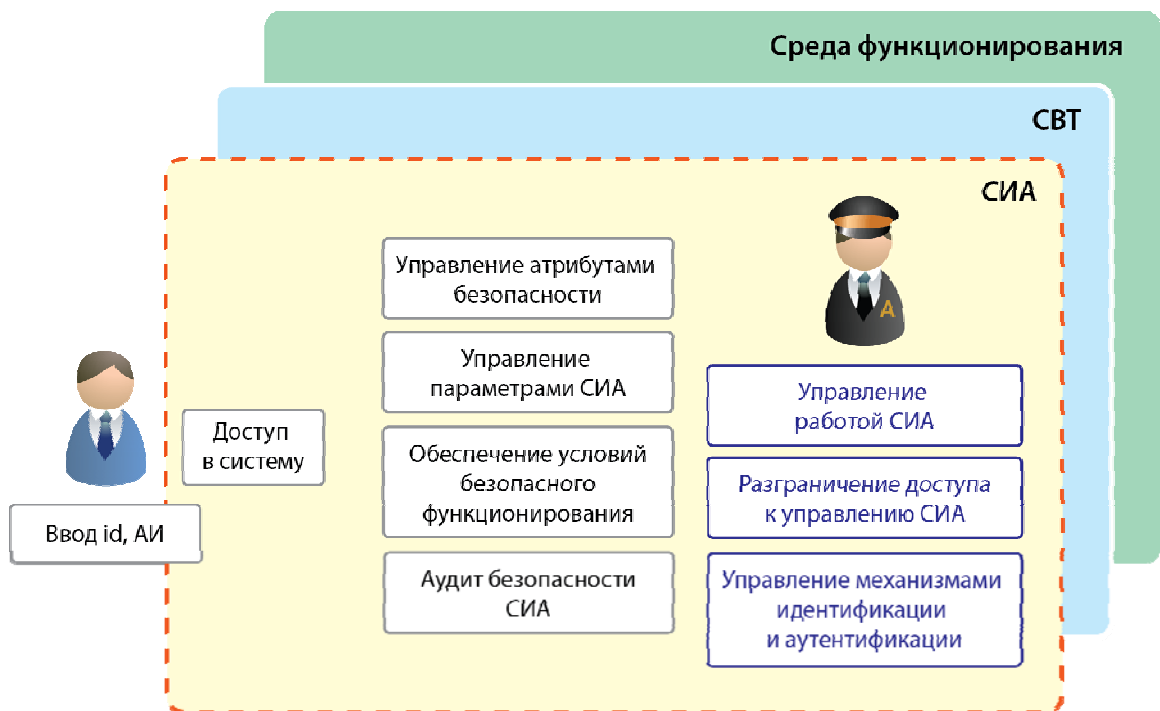 Среда функционирования
СВТ
СИА
Управление атрибутами
безопасности
Управление
параметрами СИА
Обеспечение условий
безопасного
функционирования
Аудит безопасности
СИА
А
Управление
работой СИА
Разграничение доступа
к управлению СИА
Управление механизмами
идентификации
и аутентификации
Доступ
в систему
Ввод id, АИ